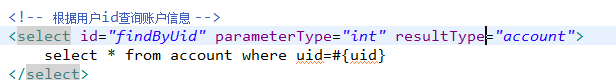 <!-- 根据用户id查询账户信息 -->
<select id="findByUid" parameterType="int" resultType="account">
select * from account where uid=#{uid}
</select>